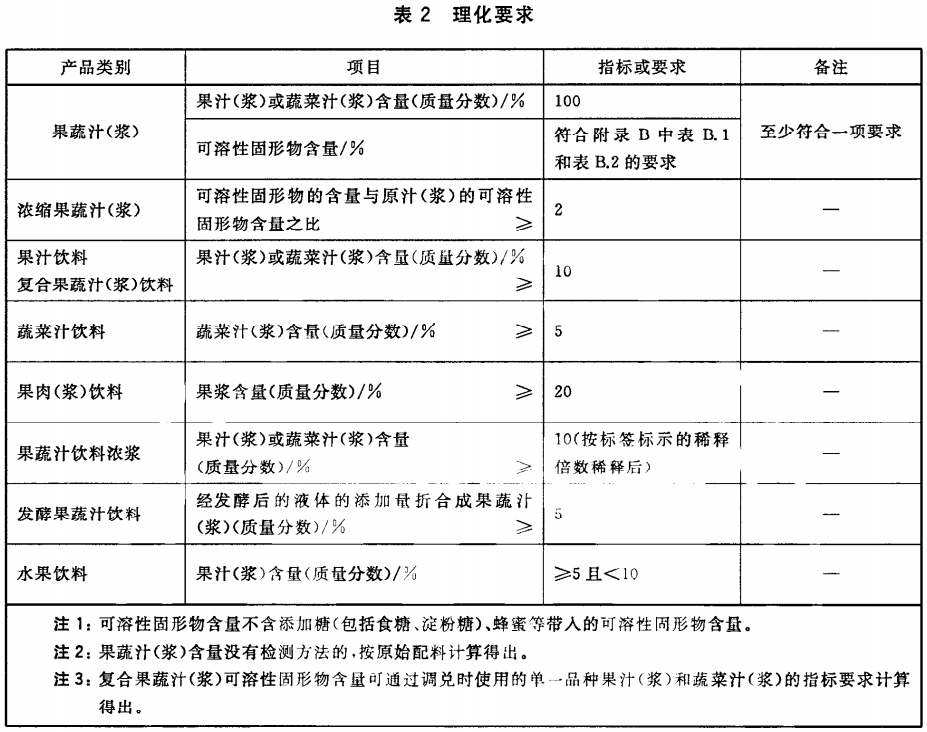 表 2 理化要求
产品类别 项目 指标或要求 备注
果蔬汁(浆) 果汁(浆)或蔬菜汁(浆)含量(质量分数)/% 100 至少符合一项要求
可溶性固形物含量/% 符合附录 B 中表 B.1
和表 B.2 的要求
浓缩果蔬汁(浆) 可溶性固形物的含量与原汁(浆)的可溶性
固形物含量之比 ≥ 2 —
果汁饮料 果汁(浆)或蔬菜汁(浆)含量(质量分数)/%
复合果蔬汁(浆)饮料 ≥ 10 —
蔬菜汁饮料 蔬菜汁(浆)含量(质量分数)/% ≥ 5 —
果肉(浆)饮料 果浆含量(质量分数)/% ≥ 20 —
果蔬汁饮料浓浆 果汁(浆)或蔬菜汁(浆)含量 10(按标签标示的稀释
(质量分数)/% ≥ 倍数稀释后) —
发酵果蔬汁饮料 经发酵后的液体的添加量折合成果蔬汁
(浆)(质量分数)/% ≥ 5 —
水果饮料 果汁(浆)含量(质量分数)/% ≥5 且<10 —
注 1: 可溶性固形物含量不含添加糖(包括食糖、淀粉糖)、蜂蜜等带入的可溶性固形物含量。
注 2: 果蔬汁(浆)含量没有检测方法的,按原始配料计算得出。
注 3: 复合果蔬汁(浆)可溶性固形物含量可通过调兑时使用的单一品种果汁(浆)和蔬菜汁(浆)的指标要求计算
得出。